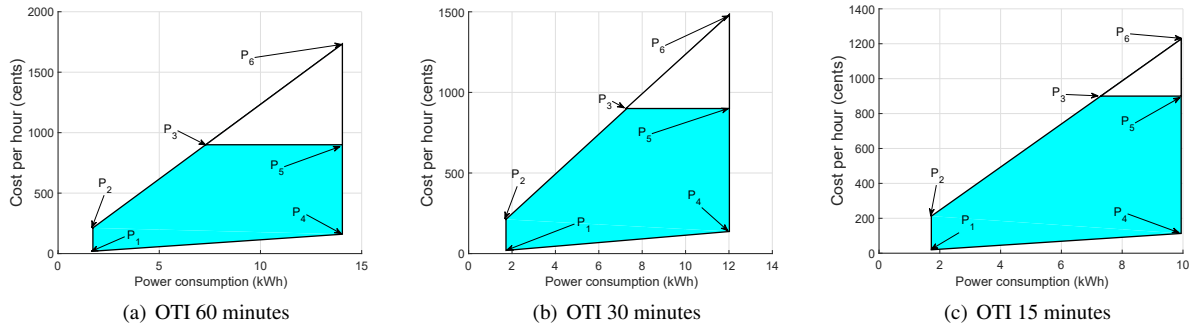 2000
1500
1000
500
0
Cost per hour (cents)
P6
P3
P2
P1
P5
P4
0 5 10 15
Power consumption (kWh)
(a) OTI 60 minutes
1500
1000
500
0
Cost per hour (cents)
P6
P3
P5
P2
P1
P4
0 2 4 6 8 10 12 14
Power consumption (kWh)
(b) OTI 30 minutes
1400
1200
1000
800
600
400
200
0
Cost per hour (cents)
P6
P3
P5
P2
P1
P4
0 2 4 6 8 10
Power consumption (kWh)
(c) OTI 15 minutes